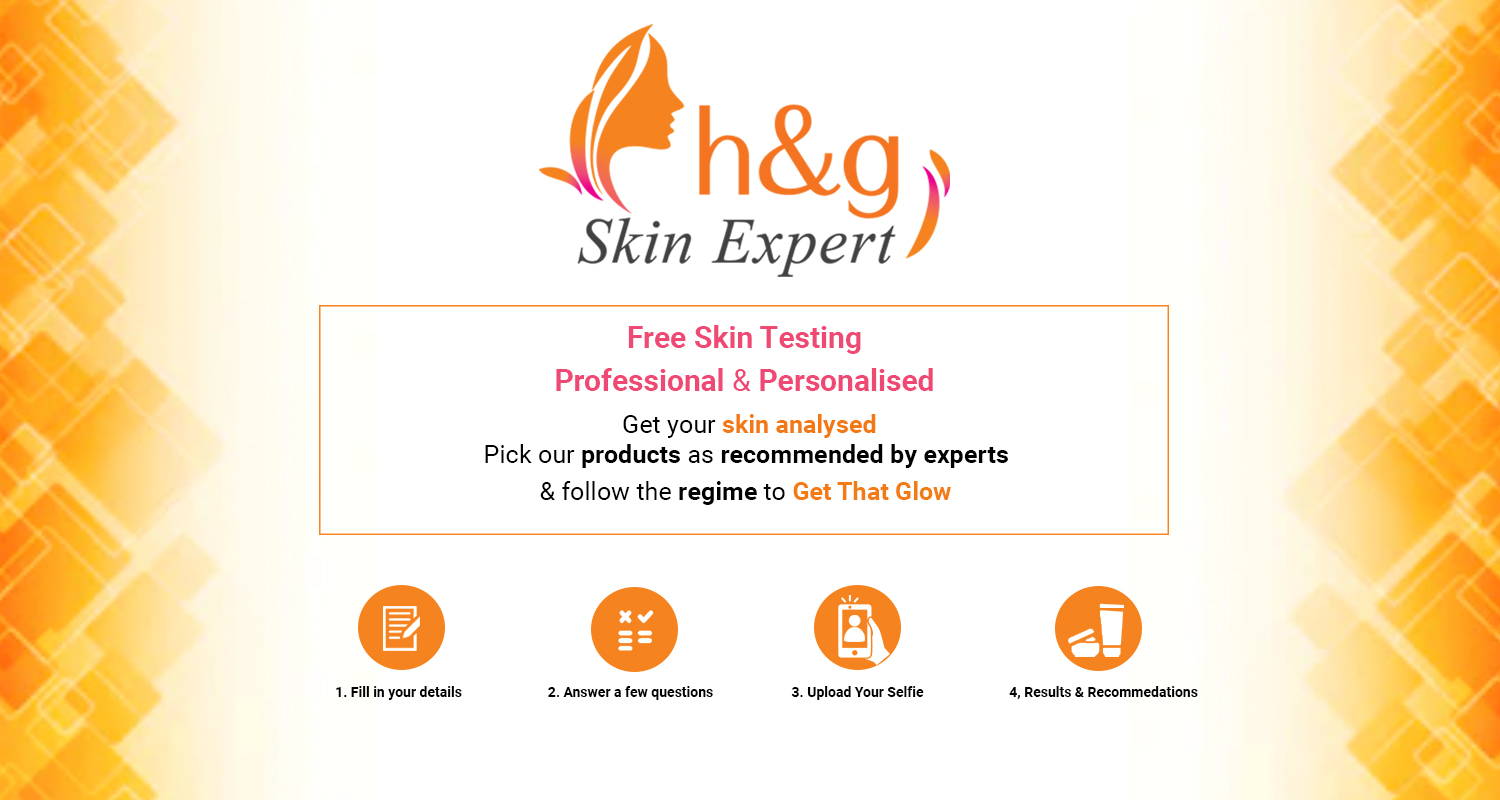 h&g
Skin Expert
Free Skin Testing
Professional & Personalised
Get your skin analysed
Pick our products as recommended by experts
& follow the regime to Get That Glow
1. Fill in your details
2. Answer a few questions
3. Upload Your Selfie
4, Results & Recommedations